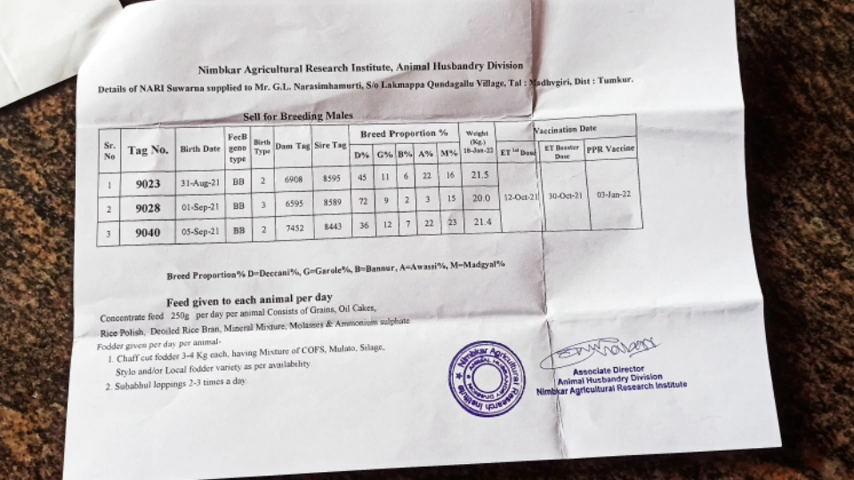 Nimbkar Agricultural Research Institute, Animal Husbandry Division
Details of NARI Suwarna supplied to Mr. G.L. Narasimhamurti, S/o Lakmappa Qundagallu Village, Tal : Madhvgiri, Dist : Tumkur.
Sell for Breeding Males
Sr. No Tag No. Birth Date FecB geno type Birth Type Dam Tag Sire Tag Breed Proportion % Weight (Kg.) 18-Jan-22 Vaccination Date
D% G% B% A% M% ET 1st Dose ET Booster Dose PPR Vaccine
1 9023 31-Aug-21 BB 2 6908 8595 45 11 6 22 16 21.5
2 9028 01-Sep-21 BB 3 6595 8589 72 9 2 3 15 20.0 12-Oct-21 30-Oct-21 03-Jan-22
3 9040 05-Sep-21 BB 2 7452 8443 36 12 7 22 23 21.4
Breed Proportion% D=Deccani%, G=Garole%, B=Bannur, A=Awassi%, M=Madgyal%
Feed given to each animal per day
Concentrate feed 250g per day per animal Consists of Grains, Oil Cakes,
Rice Polish, Deoiled Rice Bran, Mineral Mixture, Molasses & Ammonium sulphate
Fodder given per day per animal-
1. Chaff cut fodder 3-4 Kg each, having Mixture of COFS, Mulato, Silage,
Stylo and/or Local fodder variety as per availability
2. Subabhul loppings 2-3 times a day
Nimbkar Agricultural Research Institute
Animal Husbandry Division
Associate Director
Animal Husbandry Division
Nimbkar Agricultural Research Institute